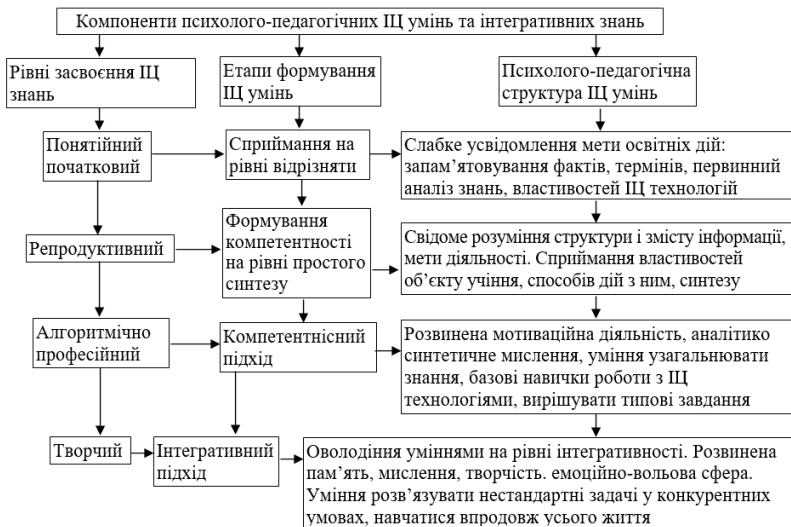 Компоненти психолого-педагогічних ІЦ умінь та інтегративних знань
Рівні засвоєння ІЦ
знань
Етапи формування
ІЦ умінь
Психолого-педагогічна
структура ІЦ умінь
Понятійний
початковий
Сприймання на
рівні відрізняти
Слабке усвідомлення мети освітніх дій:
запам’ятовування фактів, термінів, первинний
аналіз знань, властивостей ІЦ технологій
Репродуктивний
Формування
компетентності
на рівні простого
синтезу
Свідоме розуміння структури і змісту інформації,
мети діяльності. Сприймання властивостей
об’єкту учіння, способів дій з ним, синтезу
Алгоритмічно
професійний
Компетентнісний
підхід
Розвинена мотиваційна діяльність, аналітико
синтетичне мислення, уміння узагальнювати
знання, базові навички роботи з ІЦ
технологіями, вирішувати типові завдання
Творчий
Інтегративний
підхід
Оволодіння уміннями на рівні інтегративності. Розвинена
пам’ять, мислення, творчість. емоційно-вольова сфера.
Уміння розв’язувати нестандартні задачі у конкурентних
умовах, навчатися впродовж усього життя